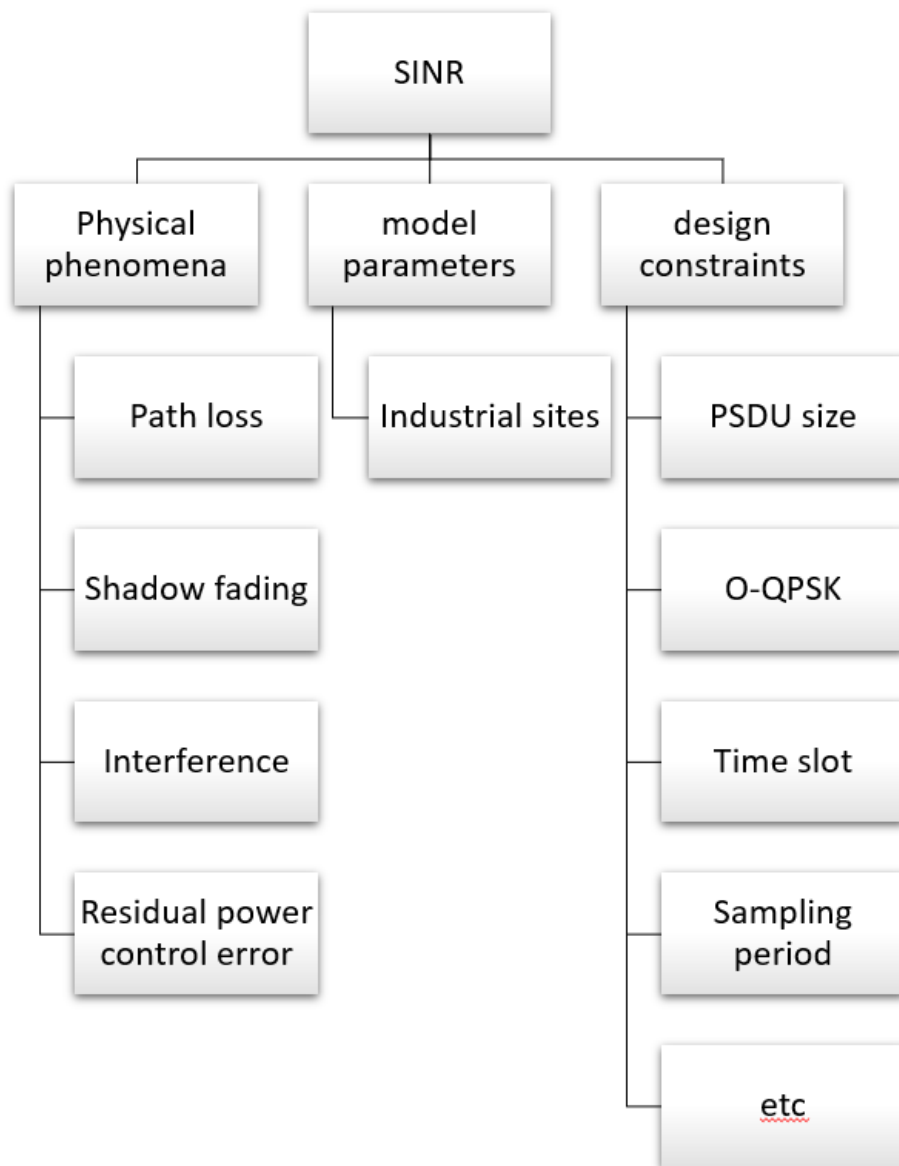 SINR
Physical
phenomena
model
parameters
design
constraints
Path loss
Industrial sites
PSDU size
Shadow fading
O-QPSK
Interference
Time slot
Residual power
control error
Sampling
period
etc